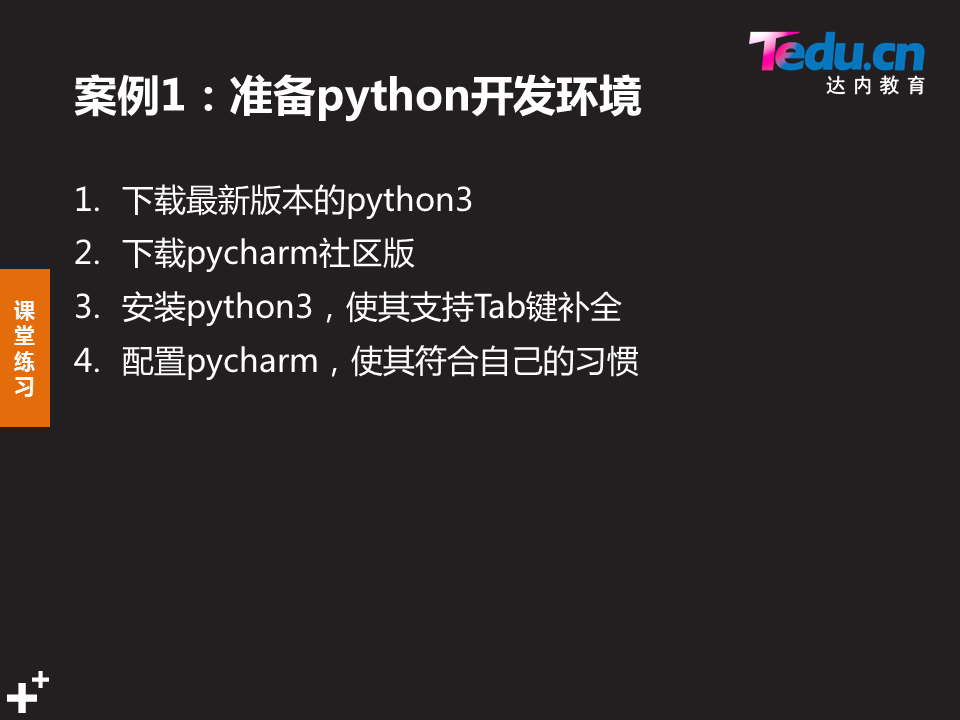 Tedu.cn
达内教育
案例1：准备python开发环境
1. 下载最新版本的python3
2. 下载pycharm社区版
3. 安装python3，使其支持Tab键补全
4. 配置pycharm，使其符合自己的习惯
课
堂
练
习